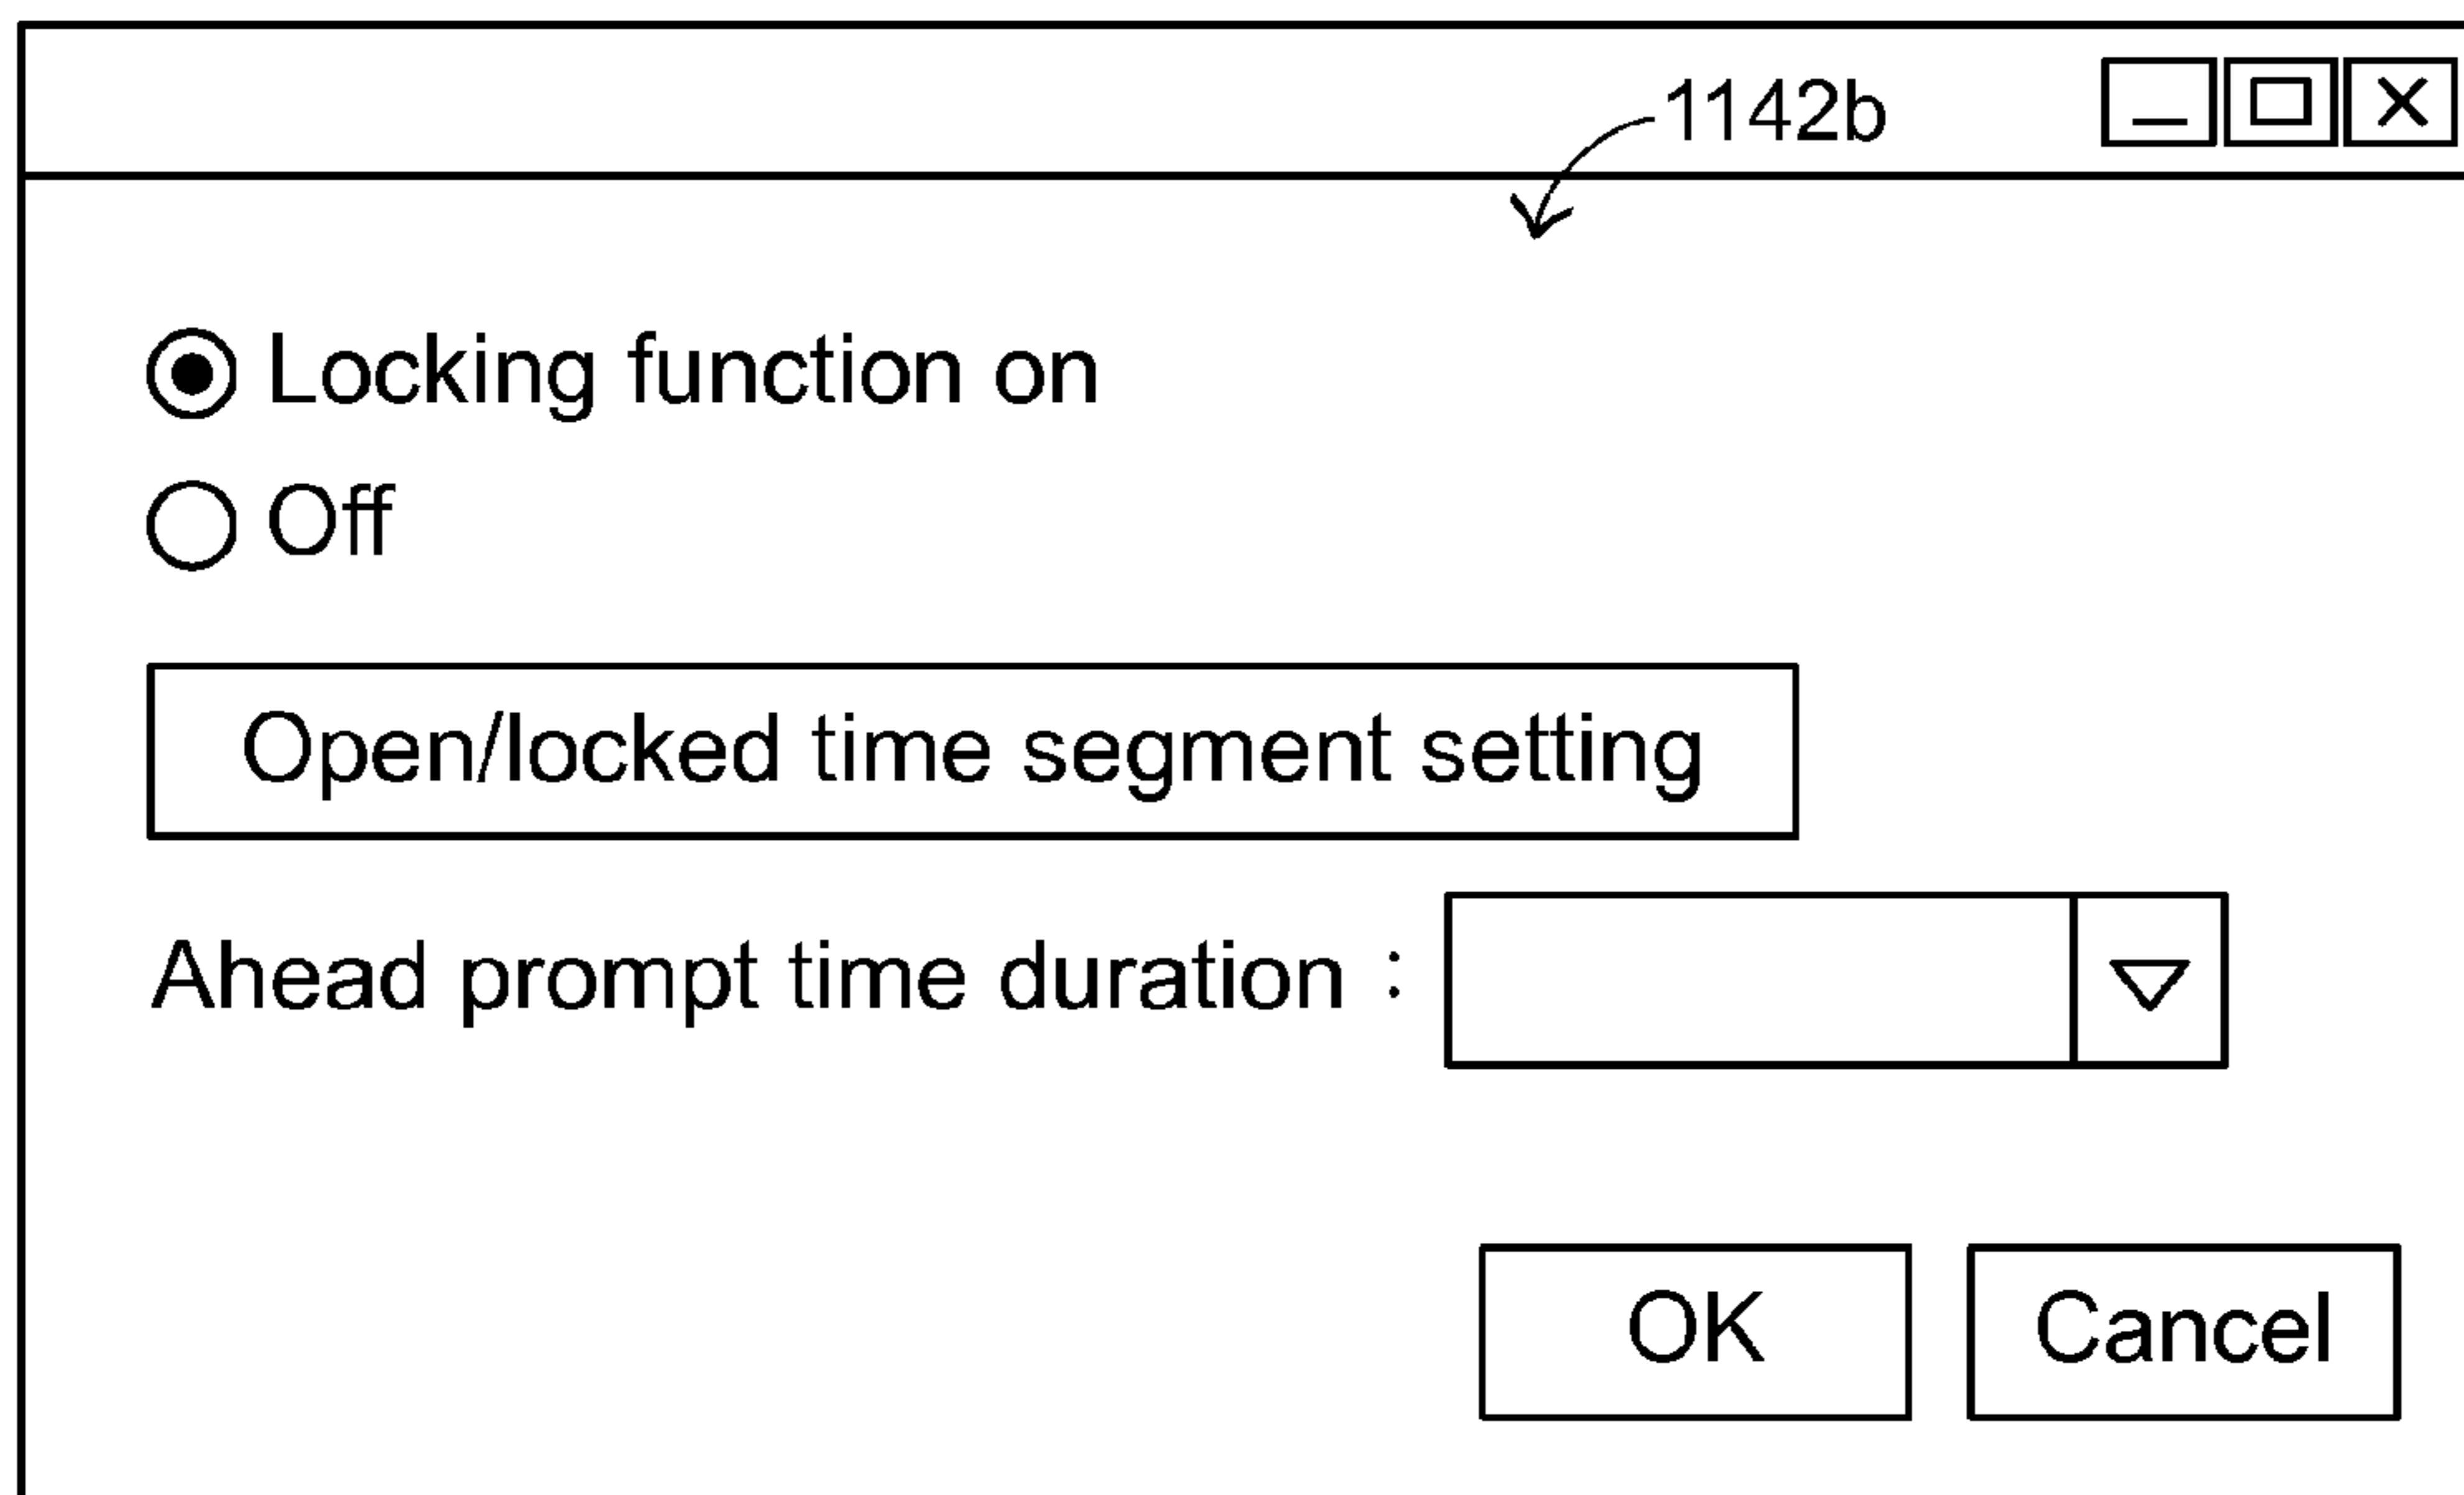 1142b
Locking function on
Off
Open/locked time segment setting
Ahead prompt time duration :
OK
Cancel